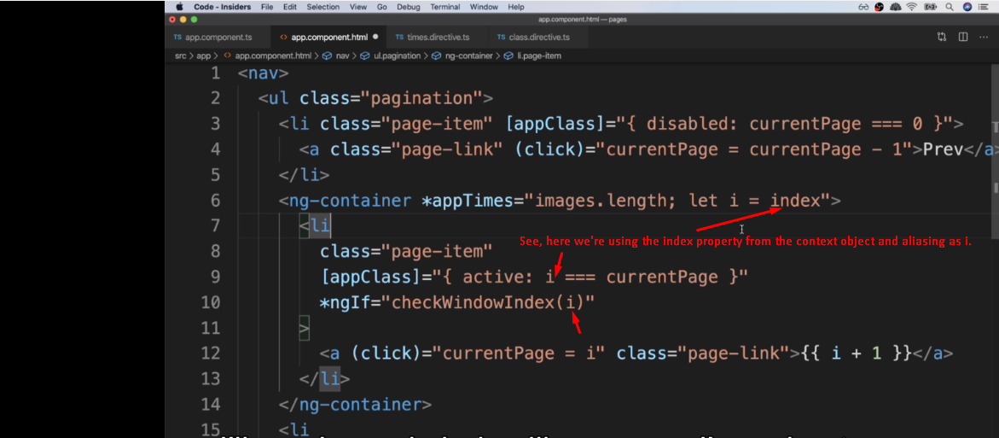 Code - Insiders File Edit Selection View Go Debug Terminal Window Help
app.component.html — pages
TS app.component.ts <> app.component.html ● TS times.directive.ts TS class.directive.ts
src > app > <> app.component.html > nav > ul.pagination > ng-container > li.page-item
1 <nav>
2 <ul class="pagination">
3 <li class="page-item" [appClass]="{ disabled: currentPage === 0 }">
4 <a class="page-link" (click)="currentPage = currentPage - 1">Prev</a>
5 </li>
6 <ng-container *appTimes="images.length; let i = index">
7 <li
See, here we're using the index property from the context object and aliasing as i.
8 class="page-item"
9 [appClass]="{ active: i === currentPage }"
10 *ngIf="checkWindowIndex(i)"
11 >
12 <a (click)="currentPage = i" class="page-link">{{ i + 1 }}</a>
13 </li>
14 </ng-container>
15 <li